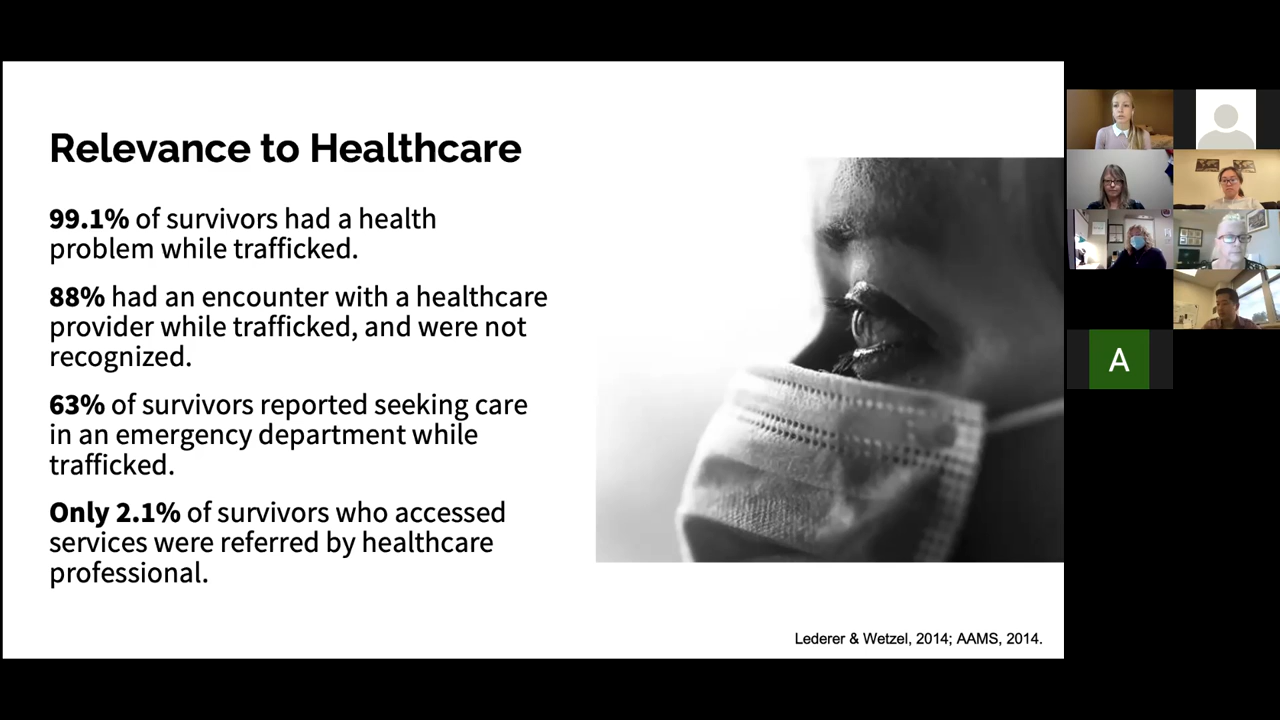 Relevance to Healthcare
99.1% of survivors had a health
problem while trafficked.
88% had an encounter with a healthcare
provider while trafficked, and were not
recognized.
63% of survivors reported seeking care
in an emergency department while
trafficked.
Only 2.1% of survivors who accessed
services were referred by healthcare
professional.
Lederer & Wetzel, 2014; AAMS, 2014.
A